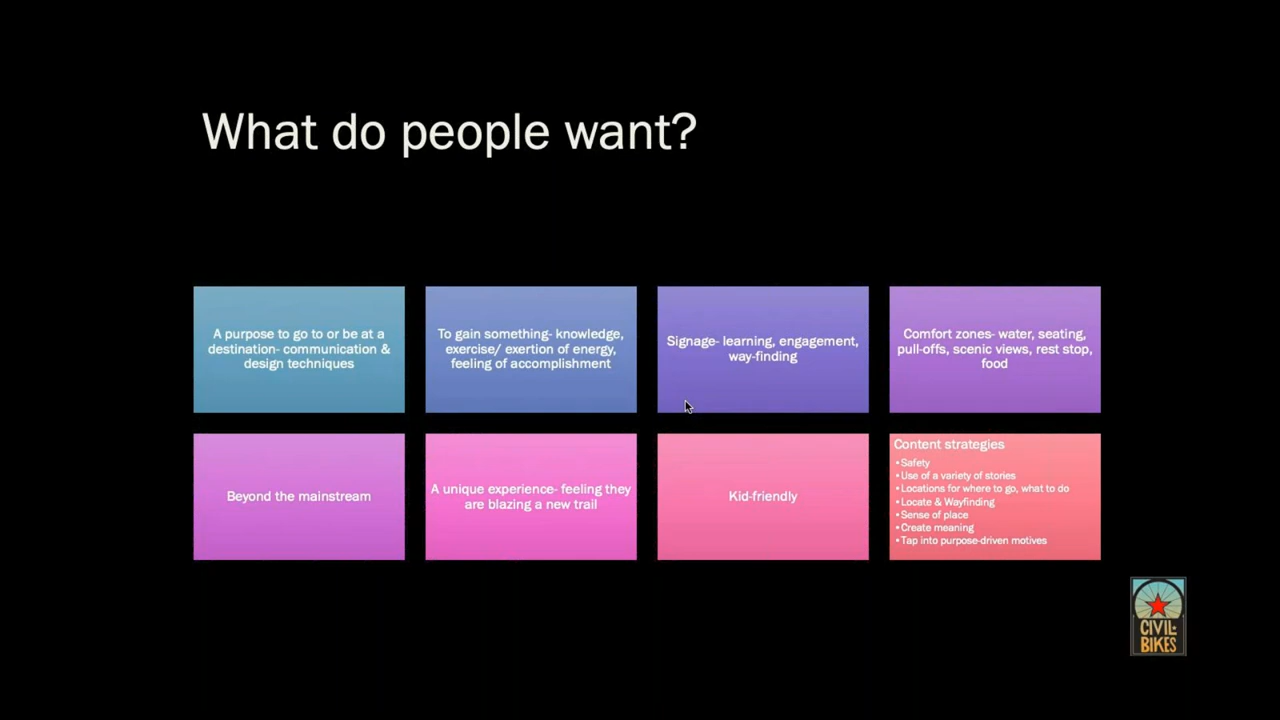 What do people want?
A purpose to go to or be at a
destination- communication &
design techniques
To gain something- knowledge,
exercise/ exertion of energy,
feeling of accomplishment
Signage- learning, engagement,
way-finding
Comfort zones- water, seating,
pull-offs, scenic views, rest stop,
food
Beyond the mainstream
A unique experience- feeling they
are blazing a new trail
Kid-friendly
Content strategies
•Safety
•Use of a variety of stories
•Locations for where to go, what to do
•Locate & Wayfinding
•Sense of place
•Create meaning
•Tap into purpose-driven motives
CIVIL
BIKES